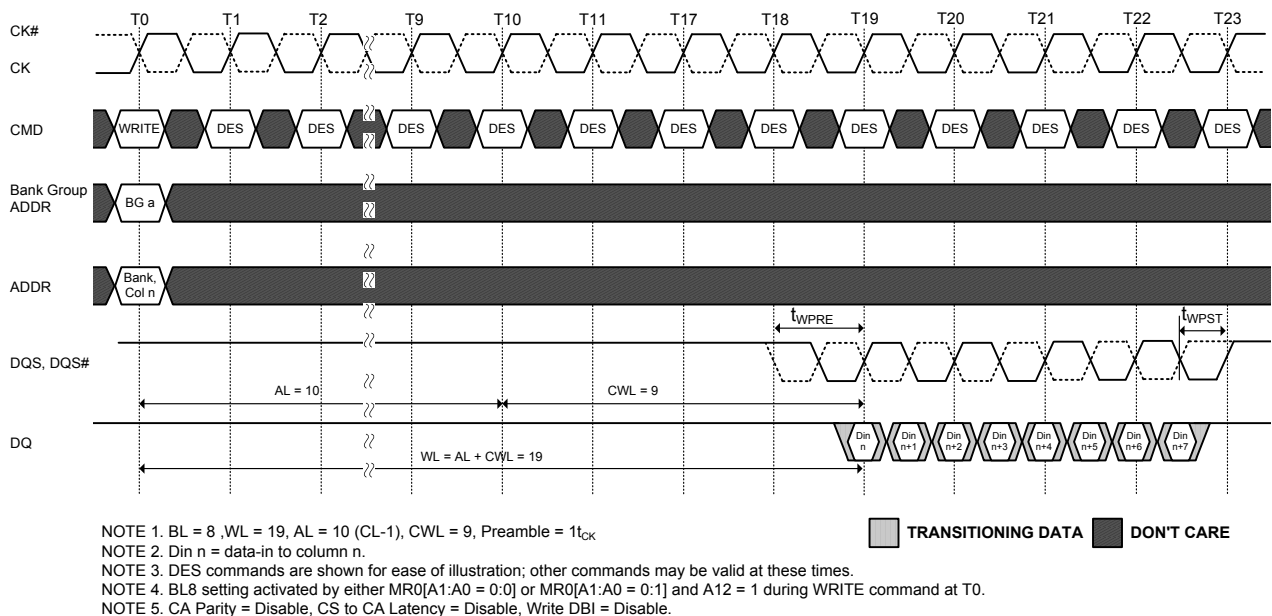 T0 T1 T2 T9 T10 T11 T17 T18 T19 T20 T21 T22 T23
CK#
CK
CMD
WRITE DES DES DES DES DES DES DES DES DES DES DES DES
Bank Group
ADDR
BG a
ADDR
Bank,
Col n
tWPRE tWPST
DQS, DQS#
AL = 10 CWL = 9
DQ
Din n Din n+1 Din n+2 Din n+3 Din n+4 Din n+5 Din n+6 Din n+7
WL = AL + CWL = 19
NOTE 1. BL = 8 ,WL = 19, AL = 10 (CL-1), CWL = 9, Preamble = 1tCK
TRANSITIONING DATA DON'T CARE
NOTE 2. Din n = data-in to column n.
NOTE 3. DES commands are shown for ease of illustration; other commands may be valid at these times.
NOTE 4. BL8 setting activated by either MR0[A1:A0 = 0:0] or MR0[A1:A0 = 0:1] and A12 = 1 during WRITE command at T0.
NOTE 5. CA Parity = Disable, CS to CA Latency = Disable, Write DBI = Disable.